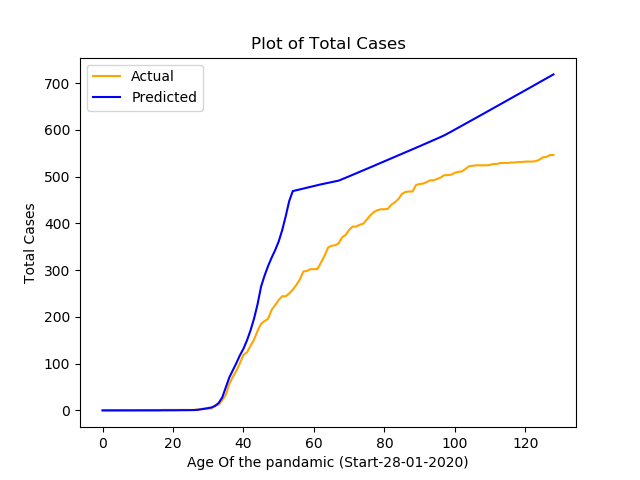 Plot of Total Cases
Actual
Predicted
700
600
500
400
300
200
100
0
Total Cases
0 20 40 60 80 100 120
Age Of the pandamic (Start-28-01-2020)